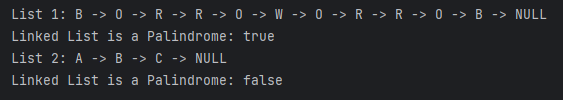 List 1: B -> O -> R -> R -> O -> W -> O -> R -> R -> O -> B -> NULL
Linked List is a Palindrome: true
List 2: A -> B -> C -> NULL
Linked List is a Palindrome: false